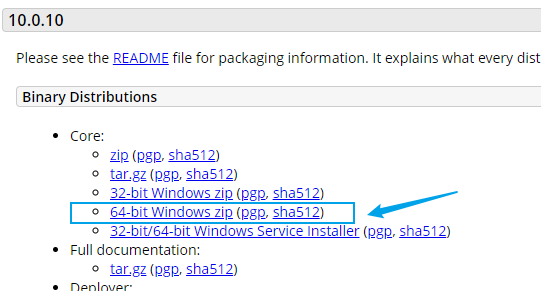 10.0.10
Please see the README file for packaging information. It explains what every dist
Binary Distributions
Core:
zip (pgp, sha512)
tar.gz (pgp, sha512)
32-bit Windows zip (pgp, sha512)
64-bit Windows zip (pgp, sha512)
32-bit/64-bit Windows Service Installer (pgp, sha512)
Full documentation:
tar.gz (pgp, sha512)
Deployer: